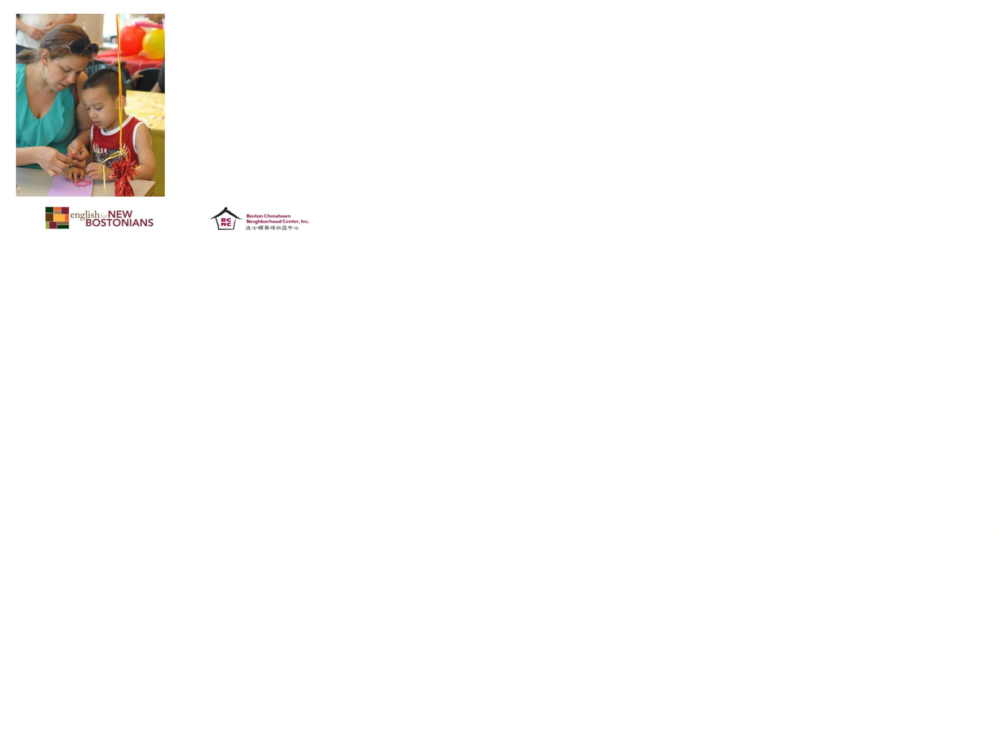 english for NEW
BOSTONIANS
BC
NC
Boston Chinatown
Neighborhood Center, Inc.
波士頓華埠社區中心